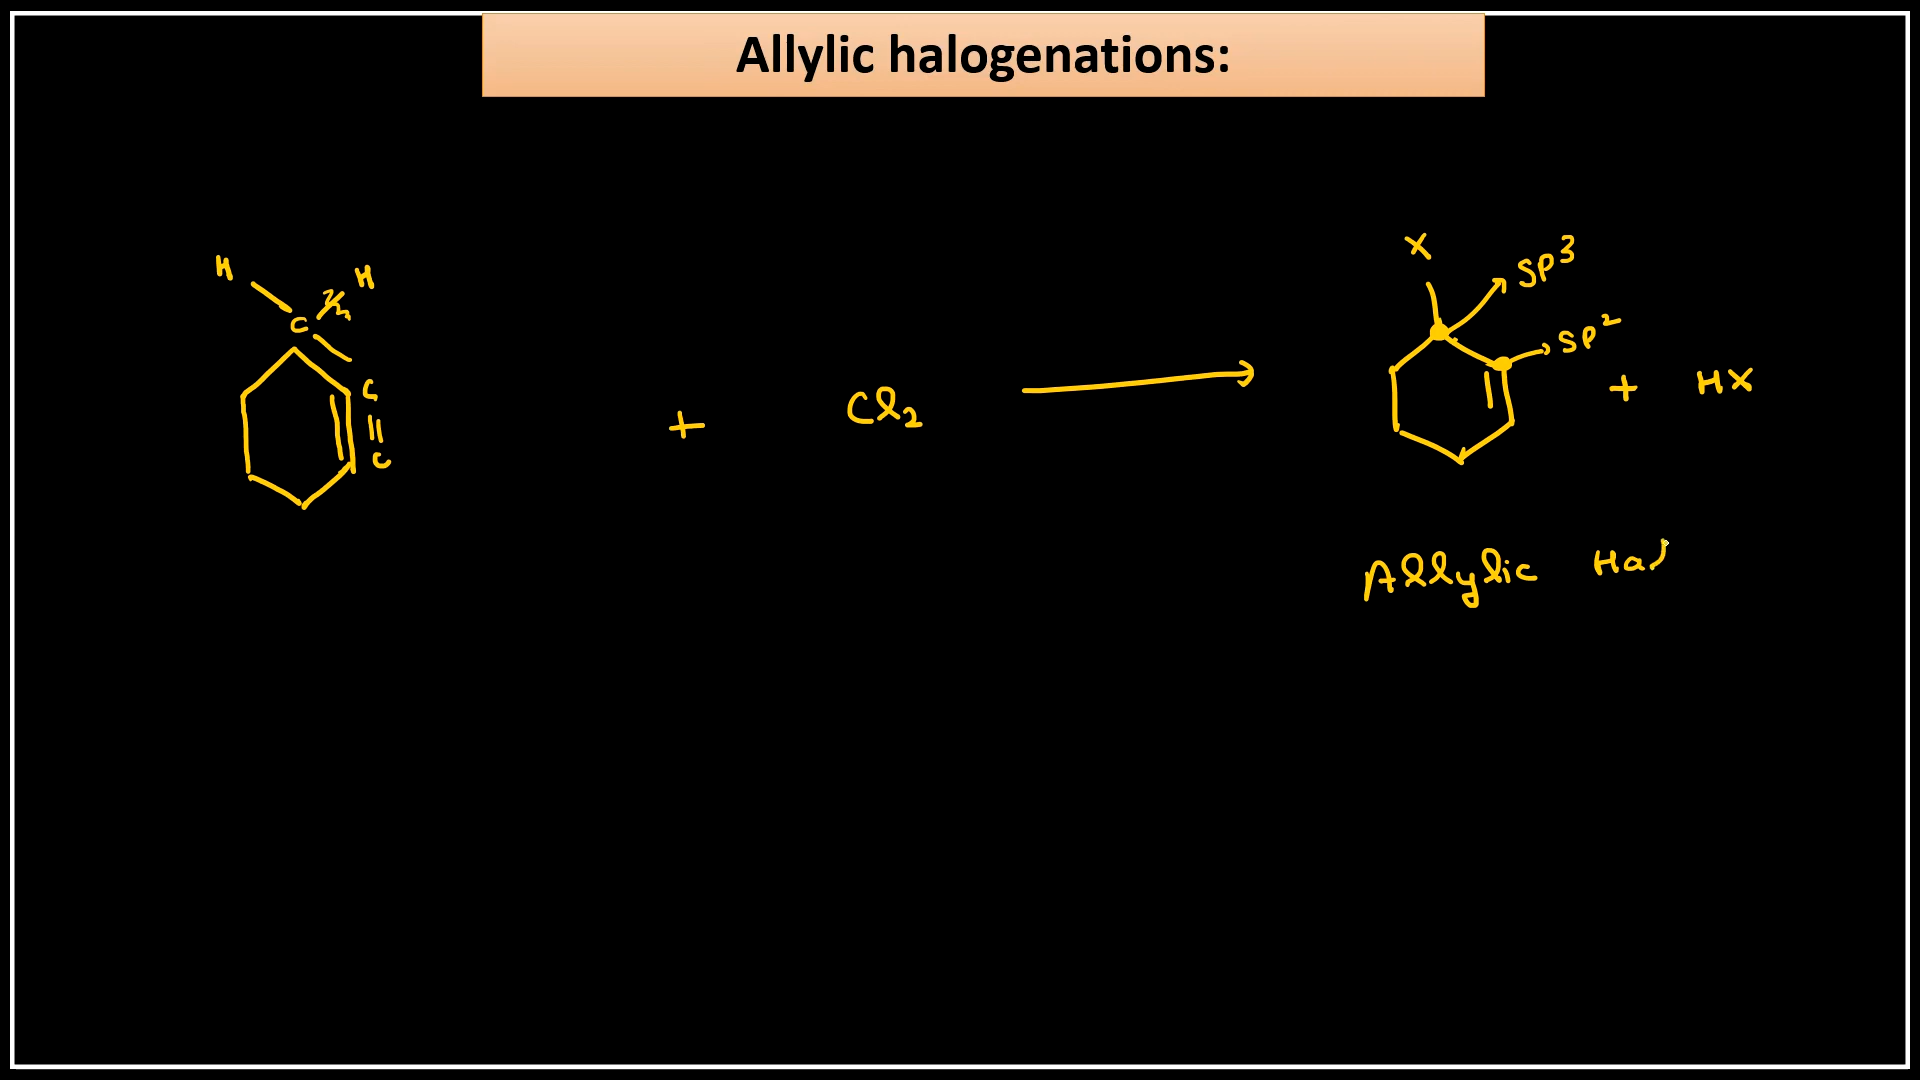 Allylic halogenations:
H H
C
C
C
+ Cl2
X
SP3
SP2
+ HX
Allylic Hal